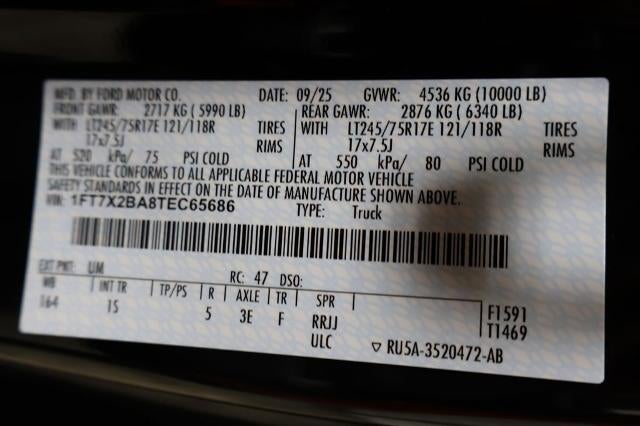 MFD. BY FORD MOTOR CO. DATE: 09/25 GVWR: 4536 KG (10000 LB)
FRONT GAWR: 2717 KG ( 5990 LB) REAR GAWR: 2876 KG ( 6340 LB)
WITH LT245/75R17E 121/118R TIRES WITH LT245/75R17E 121/118R TIRES
17x7.5J RIMS 17x7.5J RIMS
AT 520 kPa/ 75 PSI COLD AT 550 kPa/ 80 PSI COLD
THIS VEHICLE CONFORMS TO ALL APPLICABLE FEDERAL MOTOR VEHICLE
SAFETY STANDARDS IN EFFECT ON THE DATE OF MANUFACTURE SHOWN ABOVE.
VIN: 1FT7X2BA8TEC65686 TYPE: Truck
EXT PNT: UM RC: 47 DSO:
WB INT TR TP/PS R AXLE TR SPR F1591
164 1S 5 3E F RRJJ T1469
ULC RU5A-3520472-AB